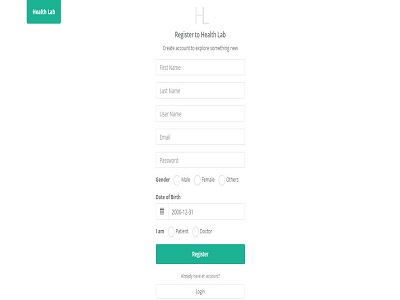 Health Lab
HL
Register to Health Lab
Create account to explore something new
First Name
Last Name
User Name
Email
Password
Gender Male Female Others
Date of Birth
2000-12-31
I am Patient Doctor
Register
Already have an account?
Login